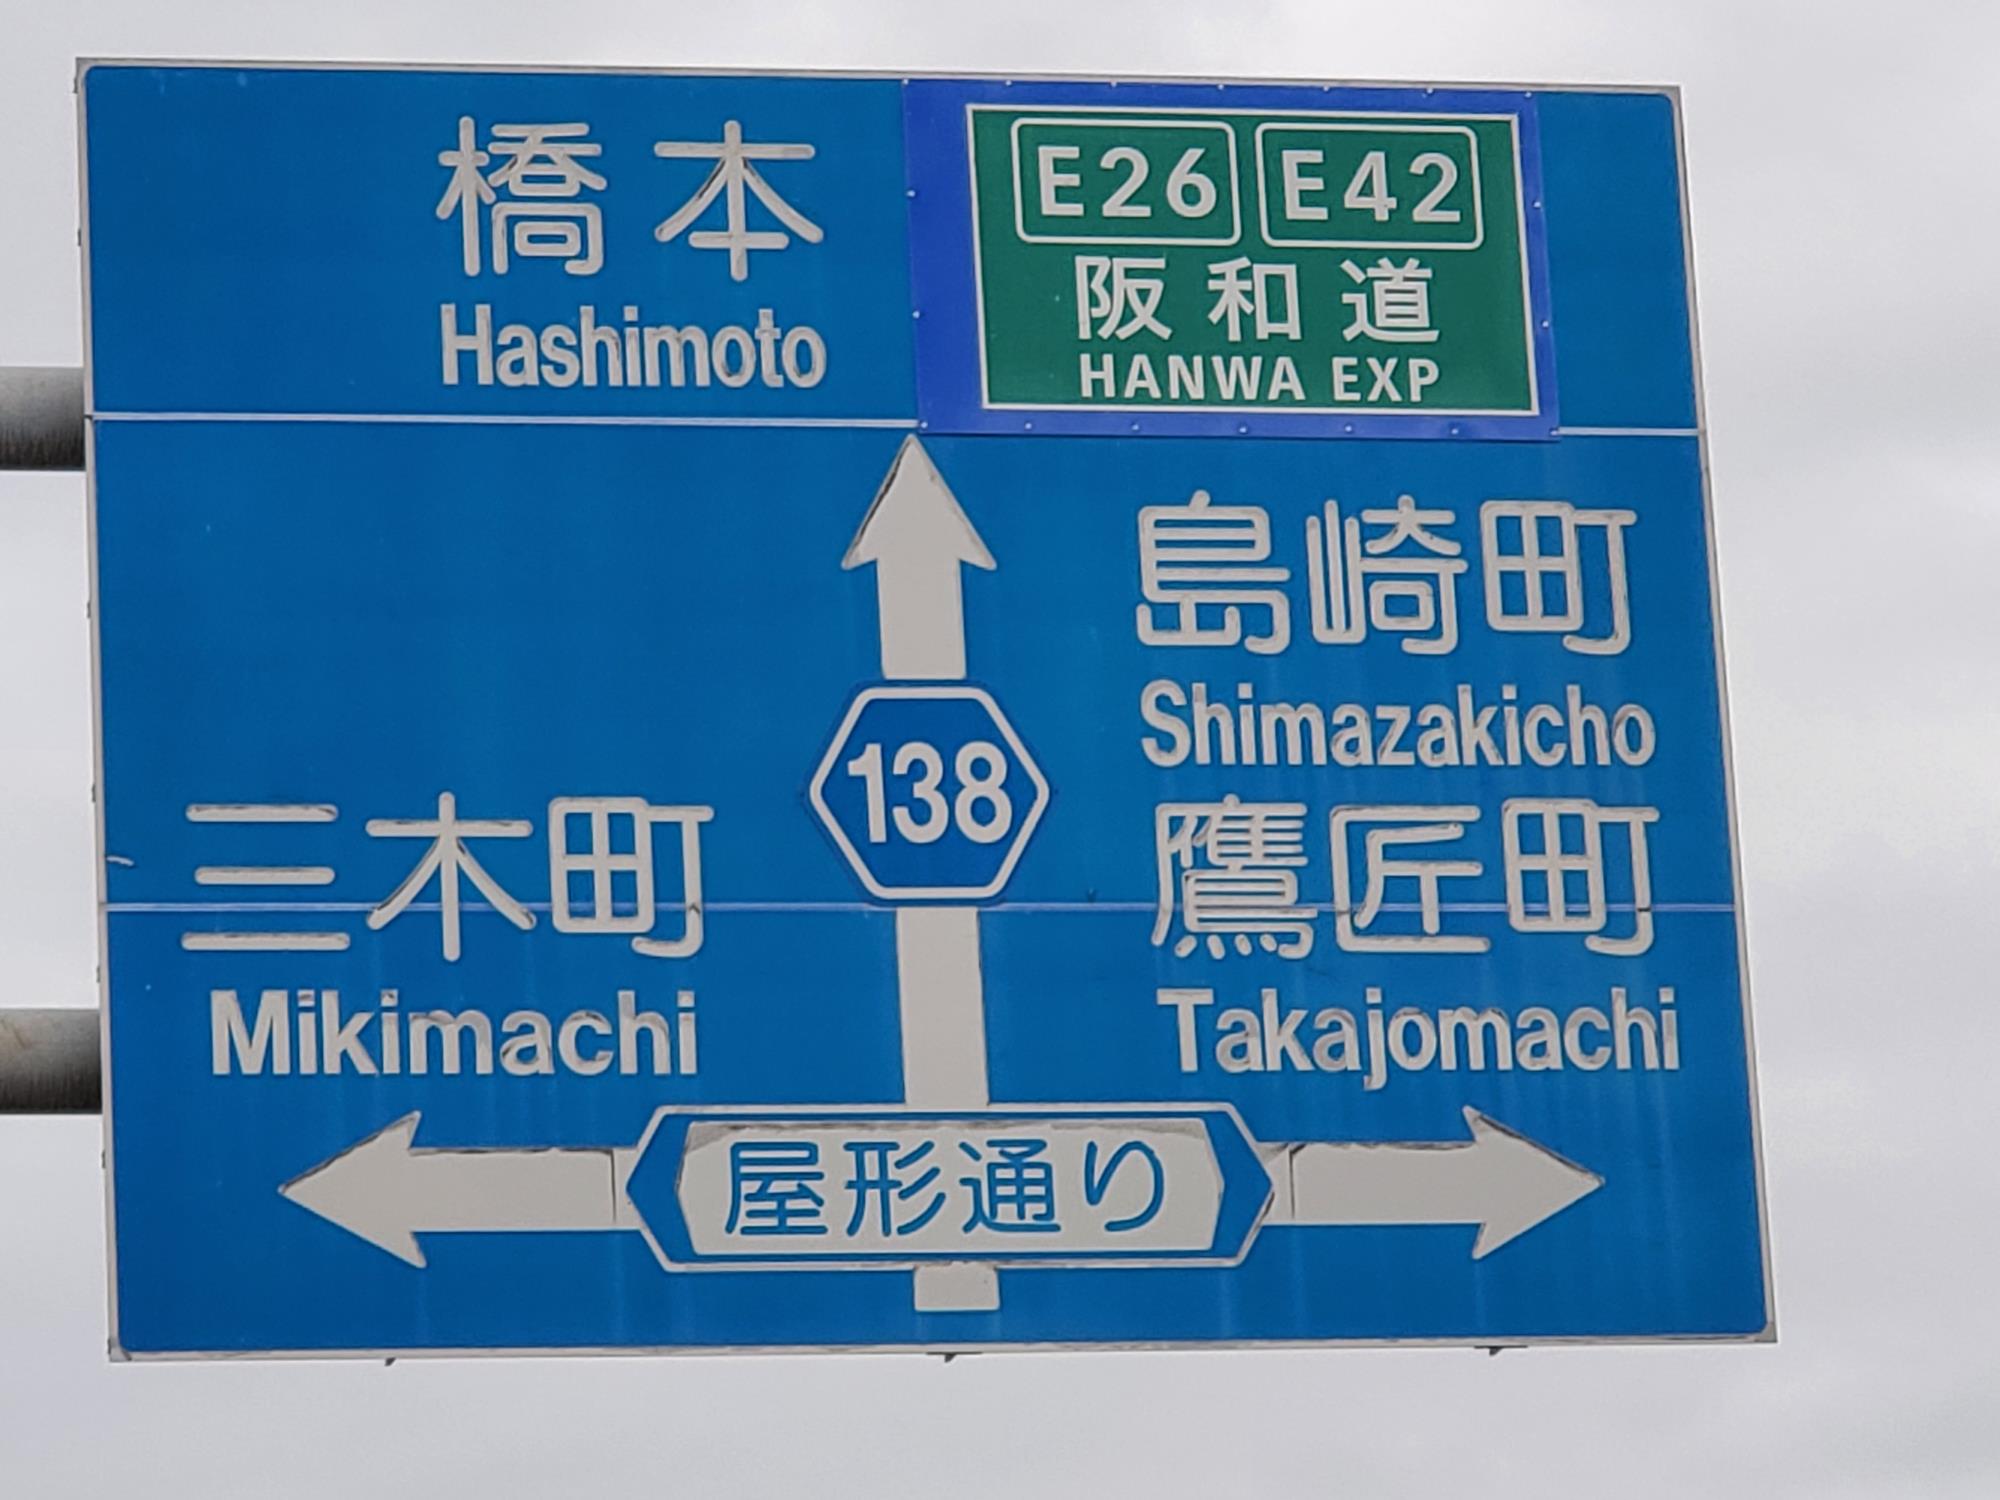 橋本
Hashimoto
E26 E42
阪和道
HANWA EXP
島崎町
Shimazakicho
138
三木町
Mikimachi
鷹匠町
Takajomachi
屋形通り